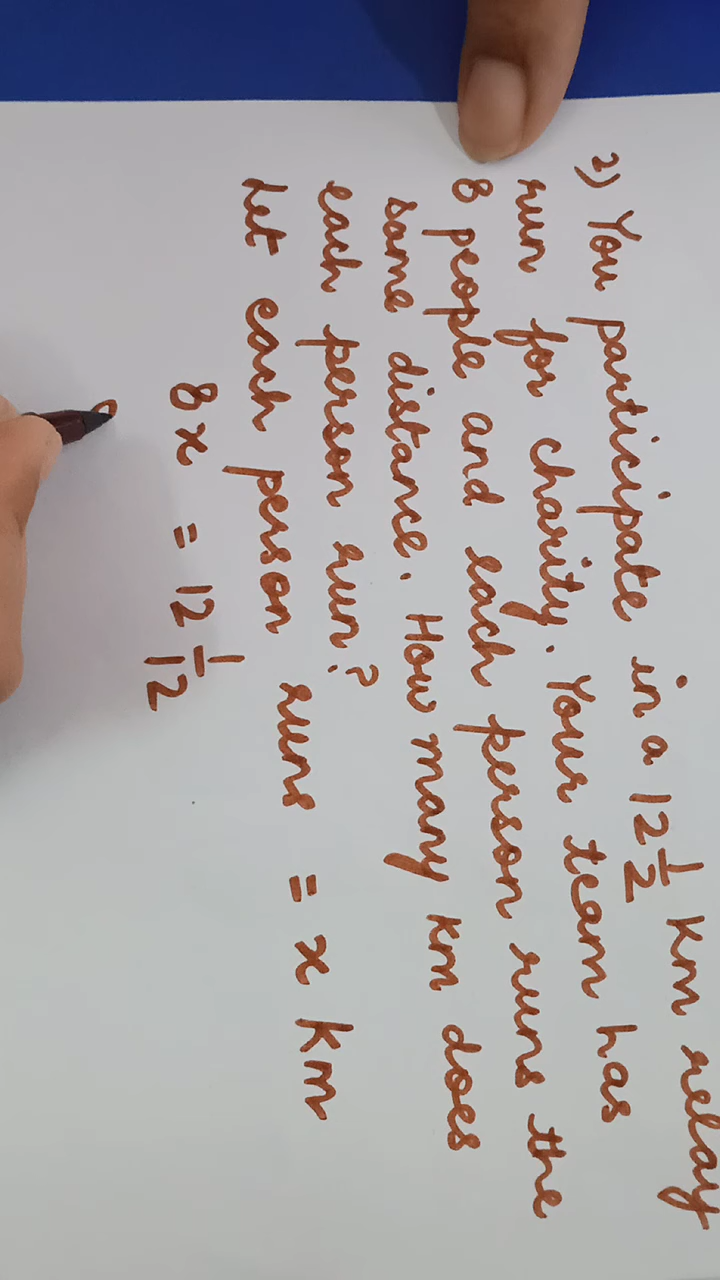 2) You participate in a 12 1/2 Km relay
run for charity. Your team has
8 people and each person runs the
same distance. How many km does
each person run?
Let each person runs = x km
8x = 12 1/12